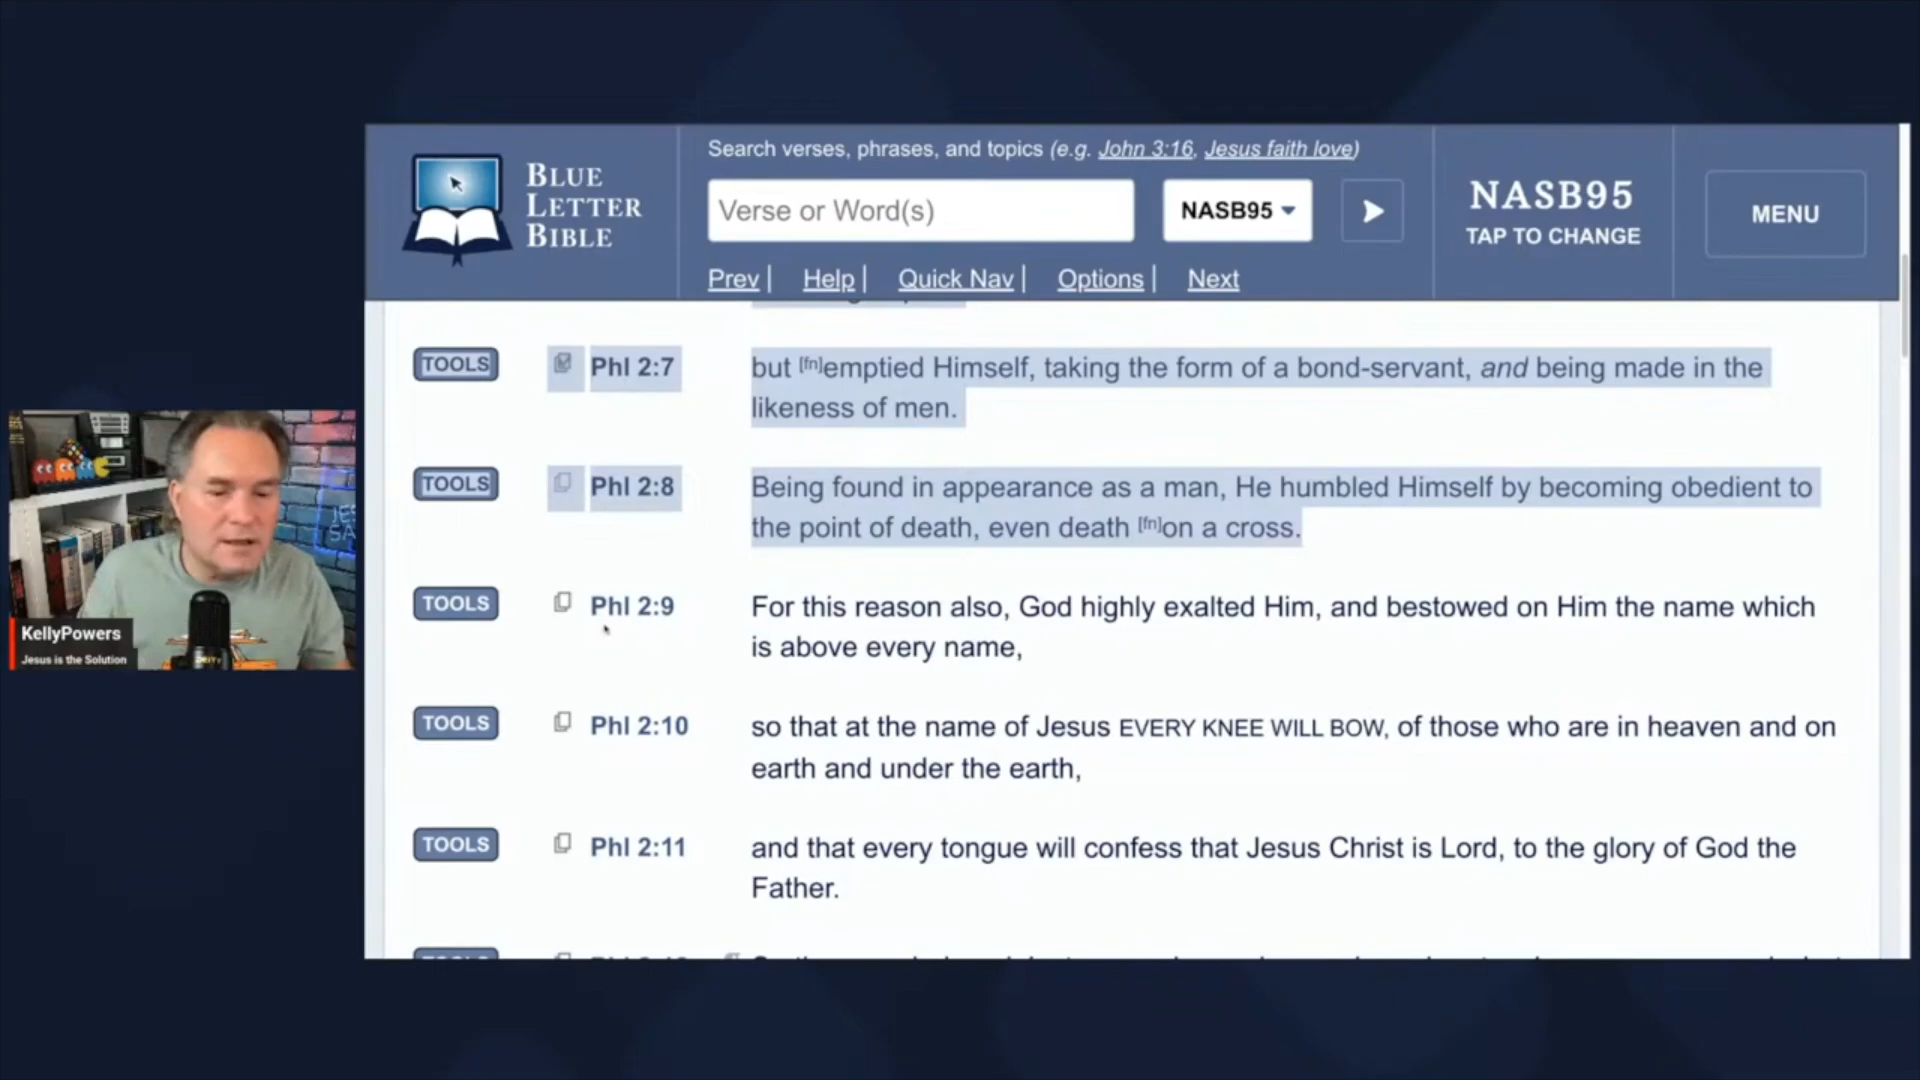 Search verses, phrases, and topics (e.g. John 3:16, Jesus faith love)
BLUE
LETTER
BIBLE
Verse or Word(s)
NASB95
NASB95
TAP TO CHANGE
MENU
Prev | Help | Quick Nav | Options | Next
TOOLS Phl 2:7 but [fn]emptied Himself, taking the form of a bond-servant, and being made in the
likeness of men.
TOOLS Phl 2:8 Being found in appearance as a man, He humbled Himself by becoming obedient to
the point of death, even death [fn]on a cross.
TOOLS Phl 2:9 For this reason also, God highly exalted Him, and bestowed on Him the name which
is above every name,
TOOLS Phl 2:10 so that at the name of Jesus EVERY KNEE WILL BOW, of those who are in heaven and on
earth and under the earth,
TOOLS Phl 2:11 and that every tongue will confess that Jesus Christ is Lord, to the glory of God the
Father.
KellyPowers
Jesus is the Solution